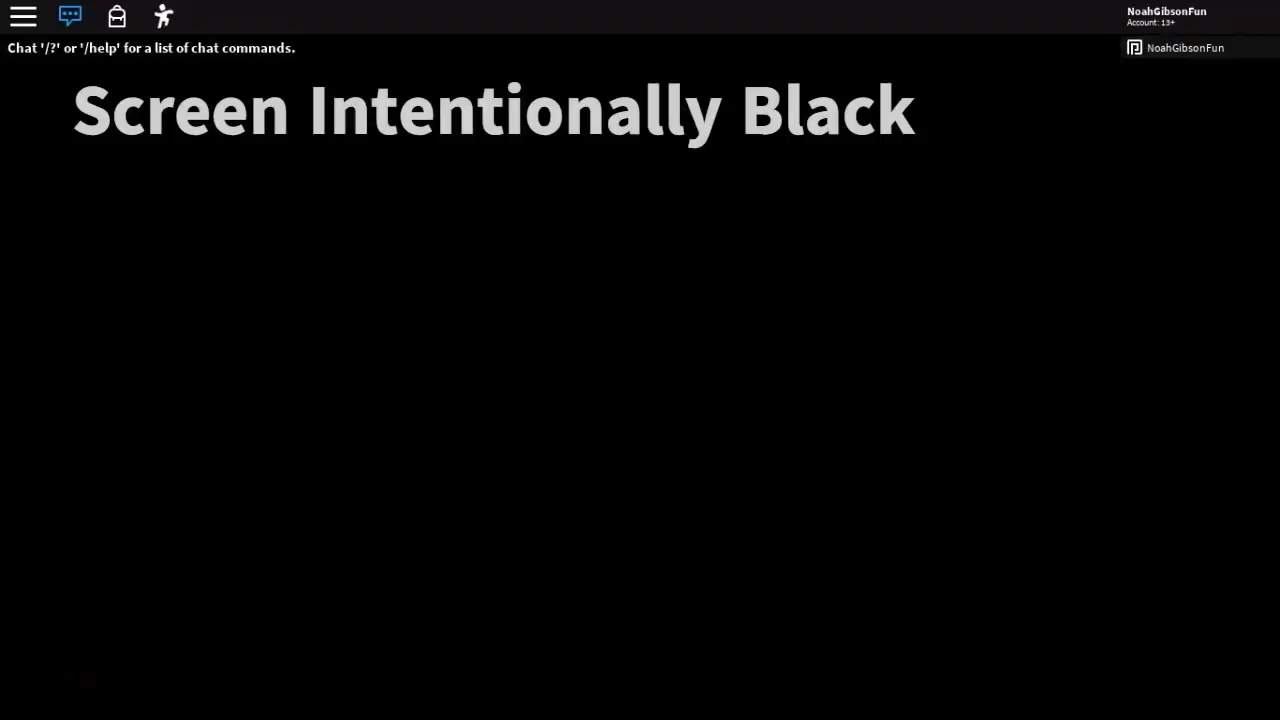 NoahGibsonFun
Account: 13+
Chat '/?' or '/help' for a list of chat commands.
NoahGibsonFun
Screen Intentionally Black